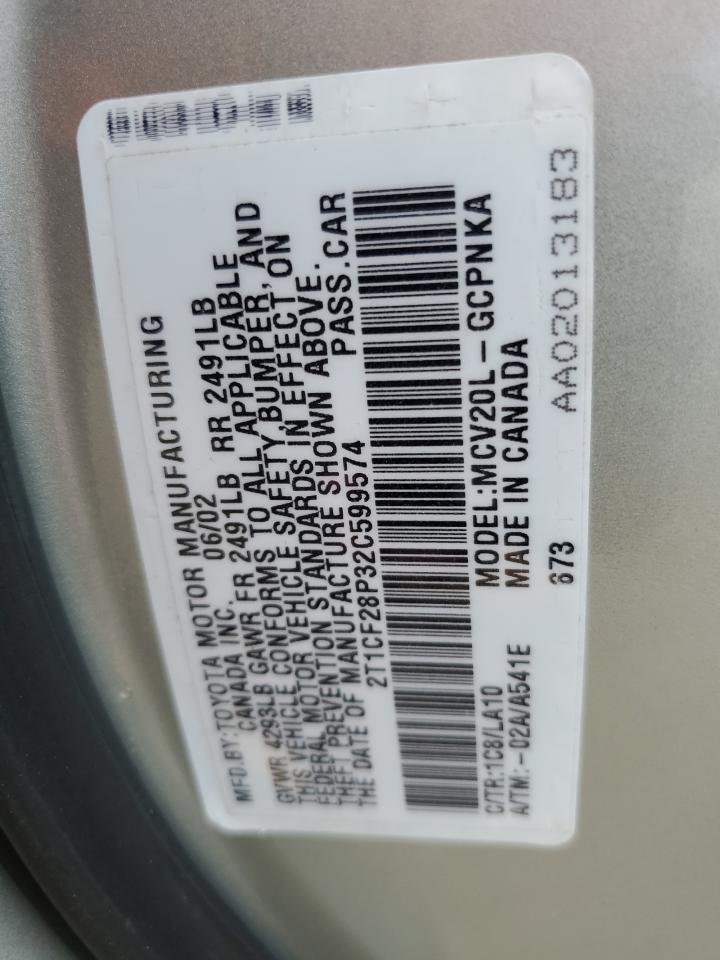 MFD.BY:TOYOTA MOTOR MANUFACTURING
CANADA INC. 06/02
GVWR 4293LB GAWR FR 2491LB RR 2491LB
THIS VEHICLE CONFORMS TO ALL APPLICABLE
FEDERAL MOTOR VEHICLE SAFETY,BUMPER,AND
THEFT PREVENTION STANDARDS IN EFFECT ON
THE DATE OF MANUFACTURE SHOWN ABOVE.
2T1CF28P32C599574 PASS.CAR
C/TR:1C8/LA10 MODEL:MCV20L-GCPNKA
A/TM:-02A/A541E MADE IN CANADA
673 AA02013183